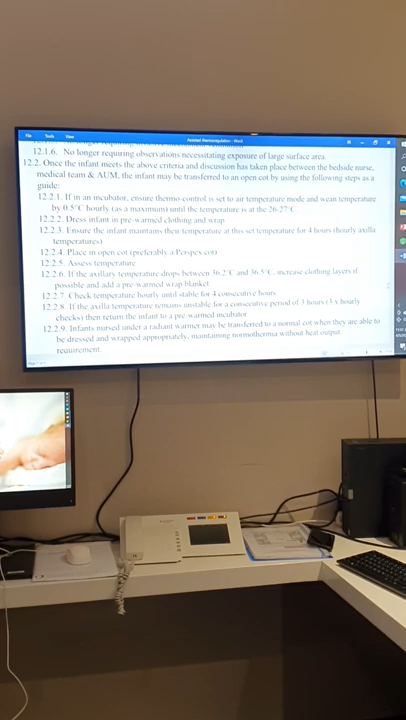 File Tools View
12.1.6. No longer requiring observations necessitating exposure of large surface area.
12.2. Once the infant meets the above criteria and discussion has taken place between the bedside nurse,
medical team & AUM, the infant may be transferred to an open cot by using the following steps as a
guide:
12.2.1. If in an incubator, ensure thermo-control is set to air temperature mode and wean temperature
by 0.5°C hourly (as a maximum) until the temperature is at the 26-27°C
12.2.2. Dress infant in pre-warmed clothing and wrap
12.2.3. Ensure the infant maintains their temperature at this set temperature for 4 hours (hourly axilla
temperatures)
12.2.4. Place in open cot (preferably a Perspex cot)
12.2.5. Assess temperature
12.2.6. If the axillary temperature drops between 36.2°C and 36.5°C, increase clothing layers if
possible and add a pre-warmed wrap blanket
12.2.7. Check temperature hourly until stable for 4 consecutive hours
12.2.8. If the axilla temperature remains unstable for a consecutive period of 3 hours (3 x hourly
checks) then return the infant to a pre-warmed incubator
12.2.9. Infants nursed under a radiant warmer may be transferred to a normal cot when they are able to
be dressed and wrapped appropriately, maintaining normothermia without heat output
requirement.